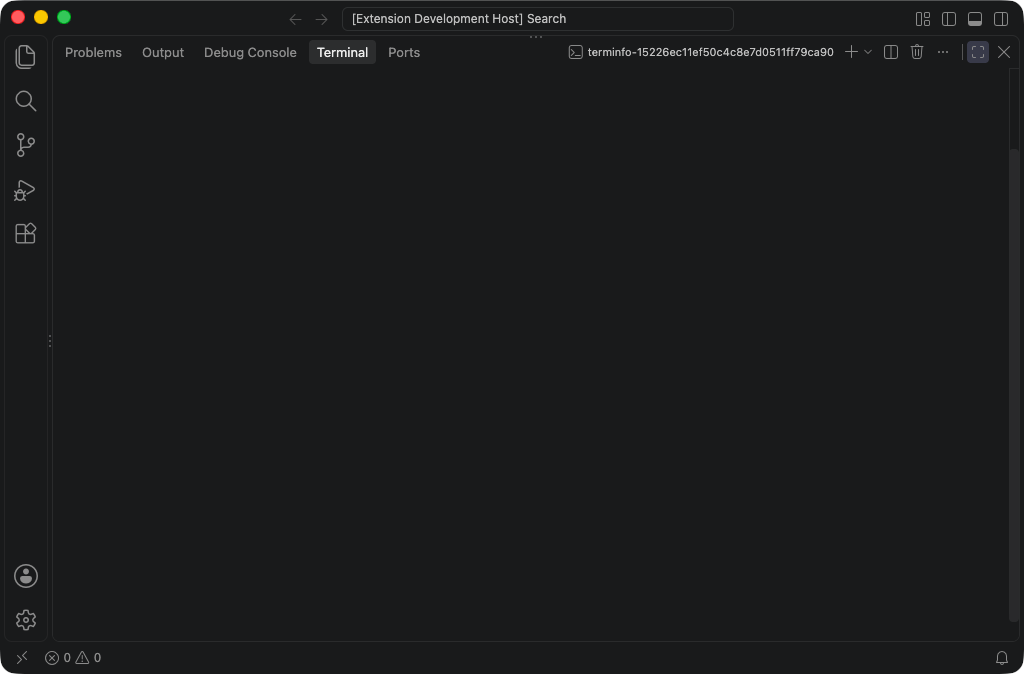 [Extension Development Host] Search
Problems Output Debug Console Terminal Ports terminfo-15226ec11ef50c4c8e7d0511ff79ca90
0 0